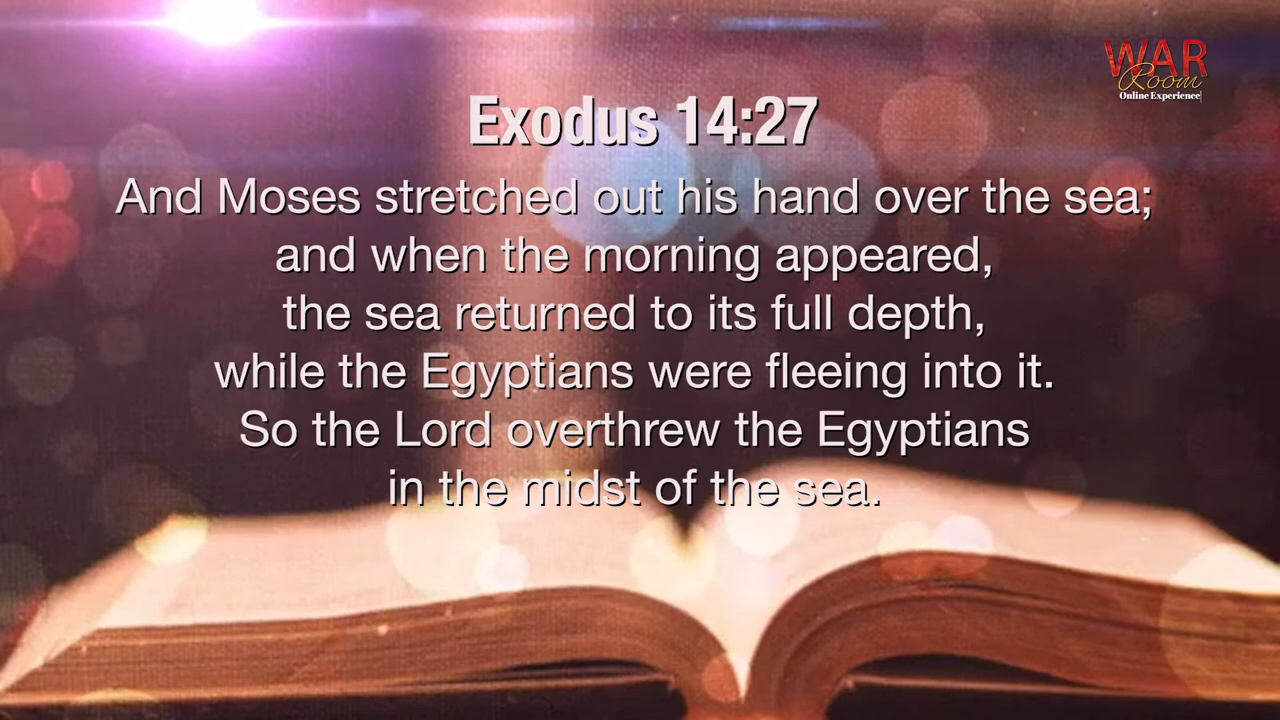 WAR
Room
Online Experience
Exodus 14:27
And Moses stretched out his hand over the sea;
and when the morning appeared,
the sea returned to its full depth,
while the Egyptians were fleeing into it.
So the Lord overthrew the Egyptians
in the midst of the sea.